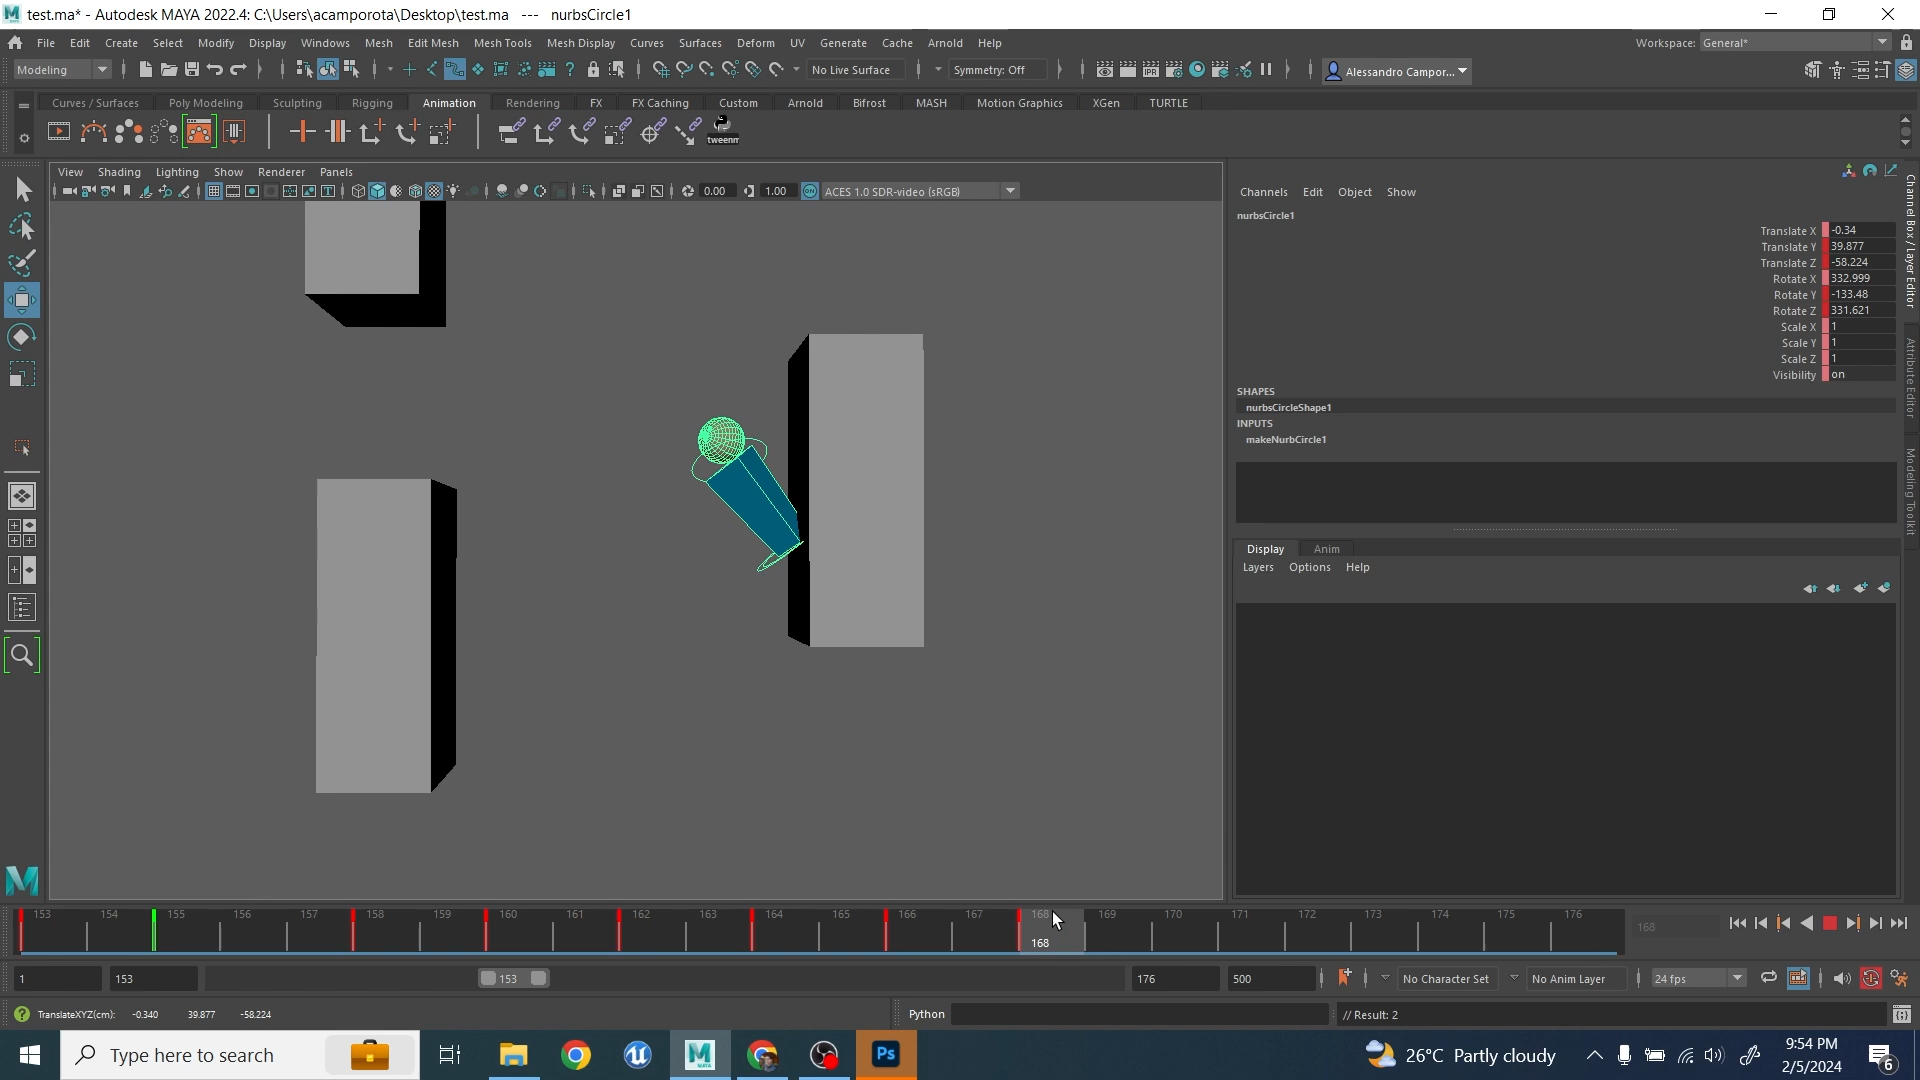 test.ma* - Autodesk MAYA 2022.4: C:\Users\acamporota\Desktop\test.ma --- nurbsCircle1
File Edit Create Select Modify Display Windows Mesh Edit Mesh Mesh Tools Mesh Display Curves Surfaces Deform UV Generate Cache Arnold Help Workspace: General*
Modeling No Live Surface Symmetry: Off IPR Alessandro Campor...
Curves / Surfaces Poly Modeling Sculpting Rigging Animation Rendering FX FX Caching Custom Arnold Bifrost MASH Motion Graphics XGen TURTLE
tweenm
View Shading Lighting Show Renderer Panels
0.00 1.00 ON ACES 1.0 SDR-video (sRGB)
Channels Edit Object Show
nurbsCircle1
Translate X -0.34
Translate Y 39.877
Translate Z -58.224
Rotate X 332.999
Rotate Y -133.48
Rotate Z 331.621
Scale X 1
Scale Y 1
Scale Z 1
Visibility on
SHAPES
nurbsCircleShape1
INPUTS
makeNurbCircle1
Channel Box / Layer Editor
Attribute Editor
Modeling Toolkit
Display Anim
Layers Options Help
153 154 155 156 157 158 159 160 161 162 163 164 165 166 167 168 169 170 171 172 173 174 175 176
168
168
1 153 153 176 500 No Character Set No Anim Layer 24 fps
TranslateXYZ(cm): -0.340 39.877 -58.224 Python // Result: 2
Type here to search Ps 26°C Partly cloudy 9:54 PM
2/5/2024 6